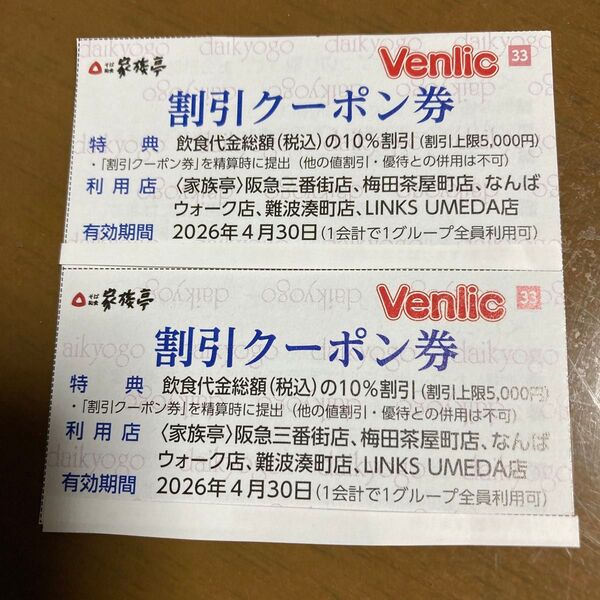 そば 和食 家族亭 Venlic 33
割引クーポン券
特典 飲食代金総額(税込)の10%割引(割引上限5,000円)
・「割引クーポン券」を精算時に提出(他の値割引・優待との併用は不可)
利用店 〈家族亭〉阪急三番街店、梅田茶屋町店、なんば
ウォーク店、難波湊町店、LINKS UMEDA店
有効期間 2026年4月30日(1会計で1グループ全員利用可)
そば 和食 家族亭 Venlic 33
割引クーポン券
特典 飲食代金総額(税込)の10%割引(割引上限5,000円)
・「割引クーポン券」を精算時に提出(他の値割引・優待との併用は不可)
利用店 〈家族亭〉阪急三番街店、梅田茶屋町店、なんば
ウォーク店、難波湊町店、LINKS UMEDA店
有効期間 2026年4月30日(1会計で1グループ全員利用可)